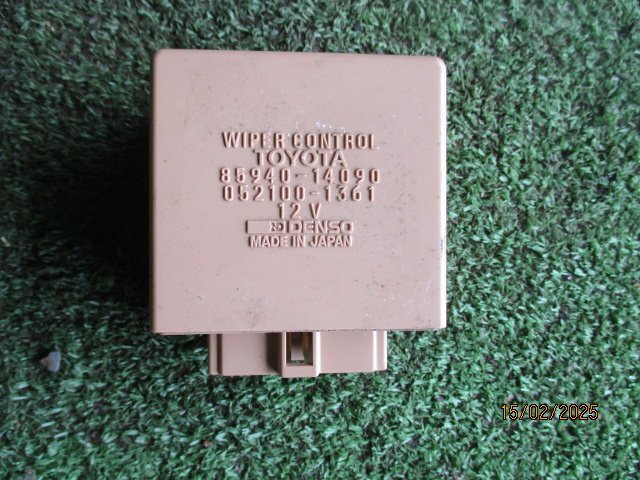 WIPER CONTROL
TOYOTA
85940-14090
052100-1361
12 V
DENSO
MADE IN JAPAN
15/02/2025